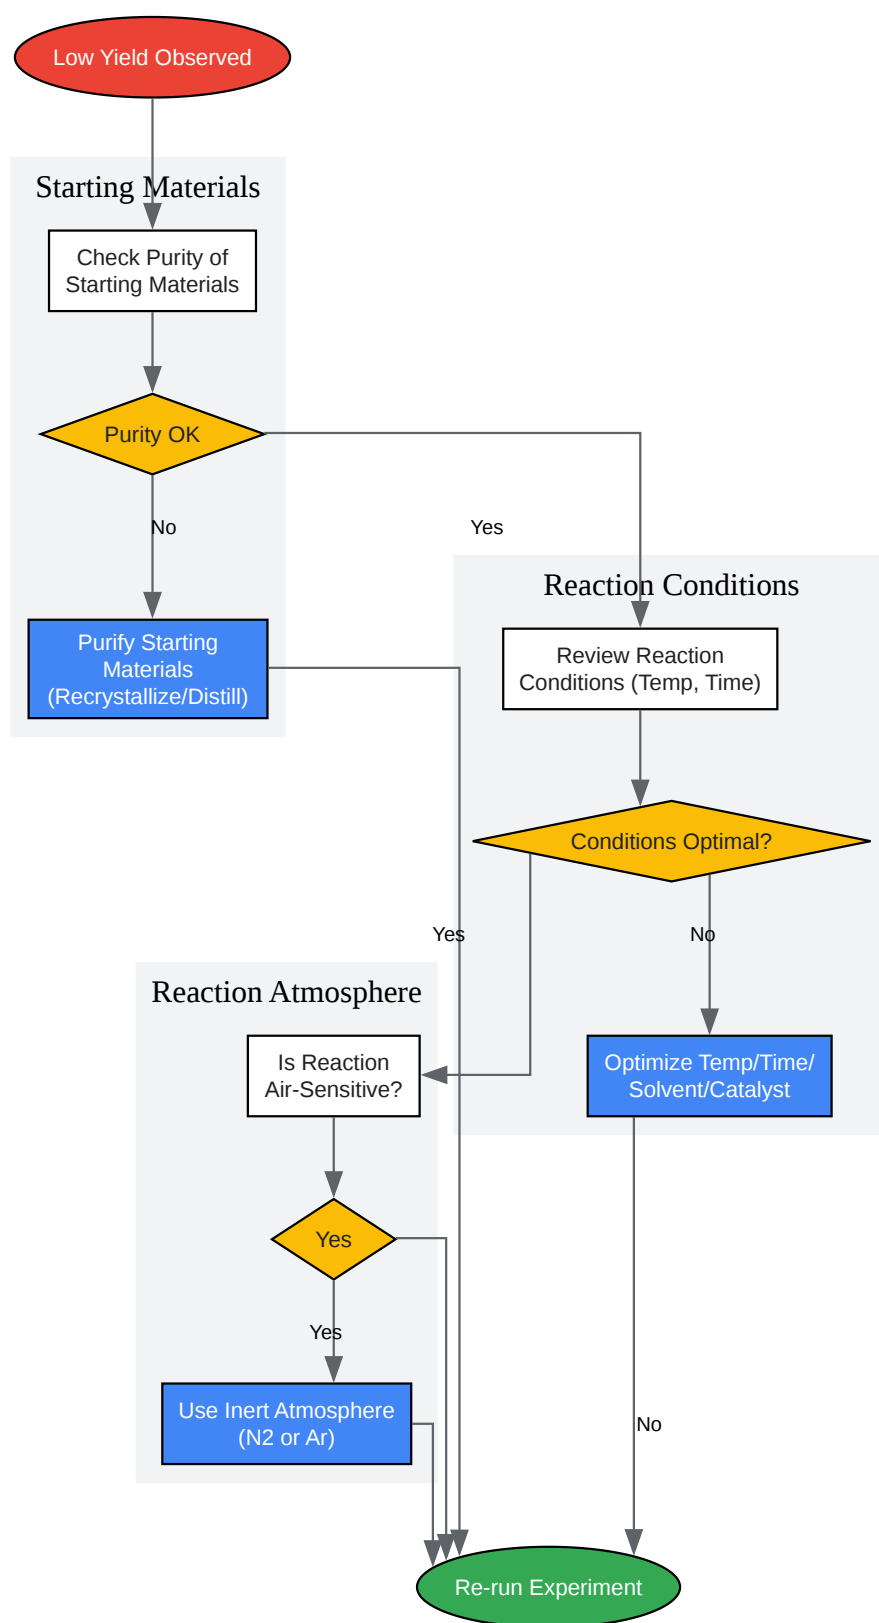 Low Yield Observed
Starting Materials
Check Purity of
Starting Materials
Purity OK
No
Yes
Purify Starting
Materials
(Recrystallize/Distill)
Reaction Conditions
Review Reaction
Conditions (Temp, Time)
Conditions Optimal?
Yes
No
Reaction Atmosphere
Is Reaction
Air-Sensitive?
Optimize Temp/Time/
Solvent/Catalyst
Yes
Yes
Use Inert Atmosphere
(N2 or Ar)
No
Re-run Experiment